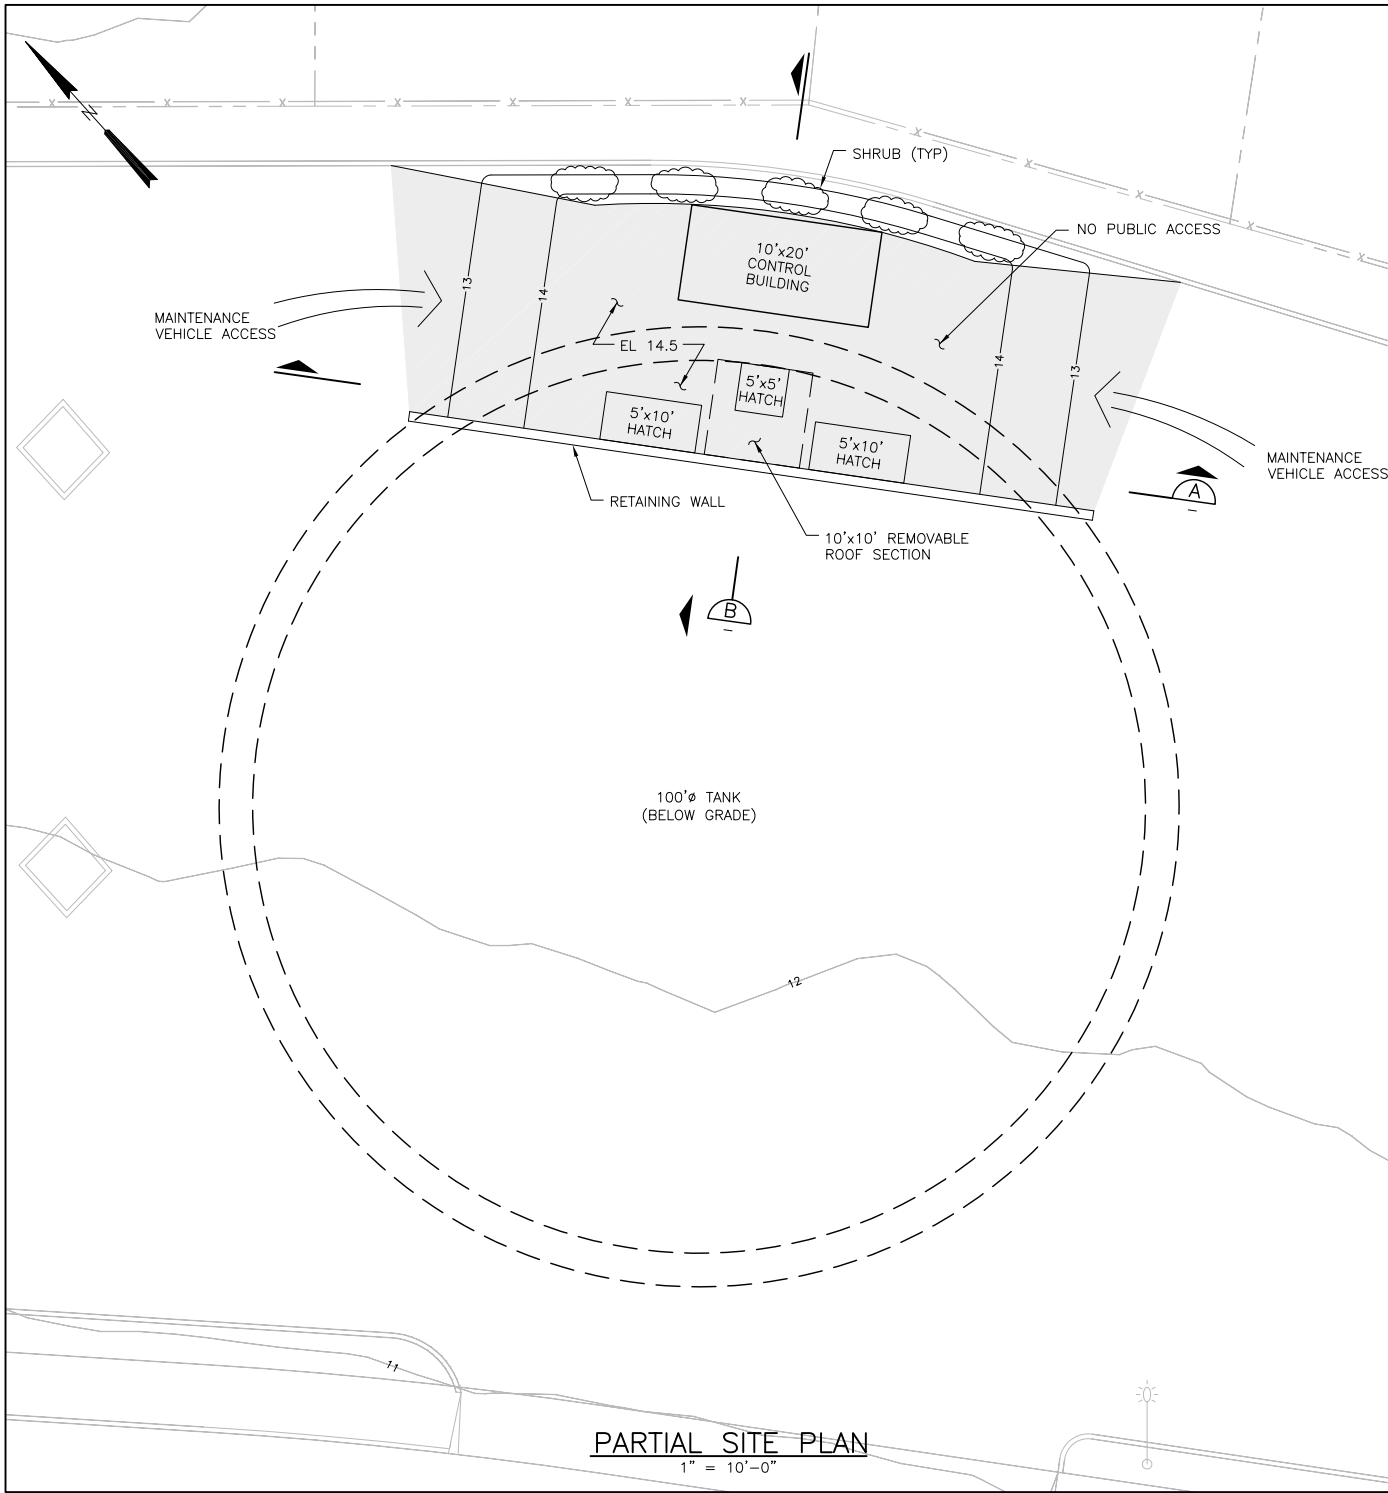 N
X X X X X X X
X X X X X
SHRUB (TYP)
NO PUBLIC ACCESS
10'x20'
CONTROL
BUILDING
13
14
MAINTENANCE
VEHICLE ACCESS
EL 14.5
14
13
5'x5'
HATCH
5'x10'
HATCH
5'x10'
HATCH
MAINTENANCE
VEHICLE ACCESS
A
RETAINING WALL
10'x10' REMOVABLE
ROOF SECTION
B
100'ø TANK
(BELOW GRADE)
12
11
PARTIAL SITE PLAN
1" = 10'-0"